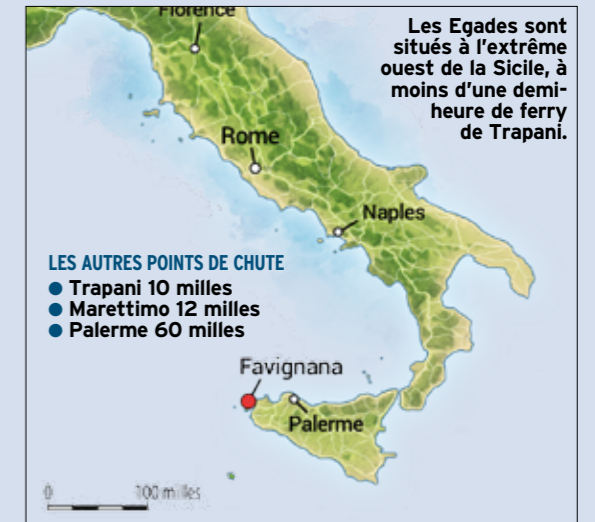 Florence
Les Egades sont
situés à l'extrême
ouest de la Sicile, à
moins d'une demi-
heure de ferry
de Trapani.
Rome
Naples
LES AUTRES POINTS DE CHUTE
● Trapani 10 milles
● Marettimo 12 milles
● Palerme 60 milles
Favignana
Palerme
0 100 milles